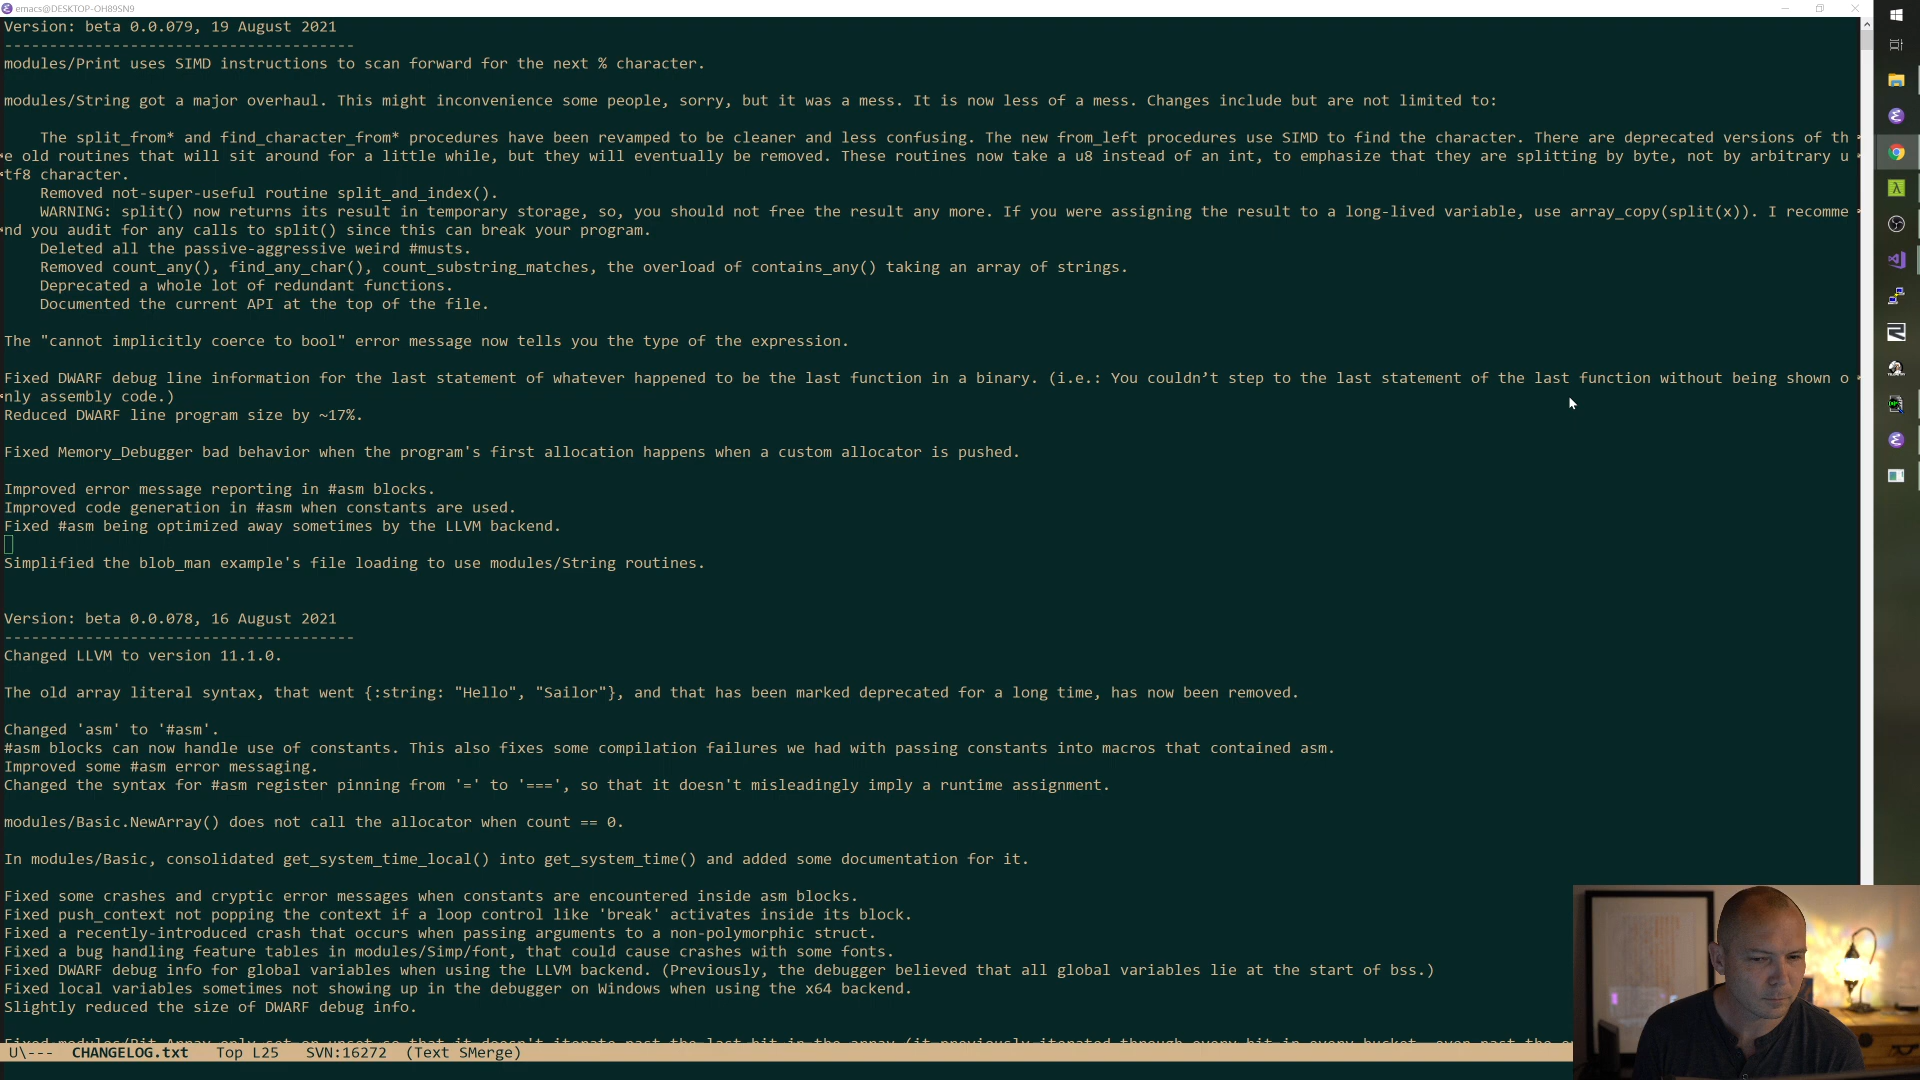 emacs@DESKTOP-OH89SN9
Version: beta 0.0.079, 19 August 2021
---------------------------------------
modules/Print uses SIMD instructions to scan forward for the next % character.
modules/String got a major overhaul. This might inconvenience some people, sorry, but it was a mess. It is now less of a mess. Changes include but are not limited to:
The split_from* and find_character_from* procedures have been revamped to be cleaner and less confusing. The new from_left procedures use SIMD to find the character. There are deprecated versions of th
e old routines that will sit around for a little while, but they will eventually be removed. These routines now take a u8 instead of an int, to emphasize that they are splitting by byte, not by arbitrary u
tf8 character.
Removed not-super-useful routine split_and_index().
WARNING: split() now returns its result in temporary storage, so, you should not free the result any more. If you were assigning the result to a long-lived variable, use array_copy(split(x)). I recomme
nd you audit for any calls to split() since this can break your program.
Deleted all the passive-aggressive weird #musts.
Removed count_any(), find_any_char(), count_substring_matches, the overload of contains_any() taking an array of strings.
Deprecated a whole lot of redundant functions.
Documented the current API at the top of the file.
The "cannot implicitly coerce to bool" error message now tells you the type of the expression.
Fixed DWARF debug line information for the last statement of whatever happened to be the last function in a binary. (i.e.: You couldn’t step to the last statement of the last function without being shown o
nly assembly code.)
Reduced DWARF line program size by ~17%.
Fixed Memory_Debugger bad behavior when the program's first allocation happens when a custom allocator is pushed.
Improved error message reporting in #asm blocks.
Improved code generation in #asm when constants are used.
Fixed #asm being optimized away sometimes by the LLVM backend.
Simplified the blob_man example's file loading to use modules/String routines.
Version: beta 0.0.078, 16 August 2021
---------------------------------------
Changed LLVM to version 11.1.0.
The old array literal syntax, that went {:string: "Hello", "Sailor"}, and that has been marked deprecated for a long time, has now been removed.
Changed 'asm' to '#asm'.
#asm blocks can now handle use of constants. This also fixes some compilation failures we had with passing constants into macros that contained asm.
Improved some #asm error messaging.
Changed the syntax for #asm register pinning from '=' to '===', so that it doesn't misleadingly imply a runtime assignment.
modules/Basic.NewArray() does not call the allocator when count == 0.
In modules/Basic, consolidated get_system_time_local() into get_system_time() and added some documentation for it.
Fixed some crashes and cryptic error messages when constants are encountered inside asm blocks.
Fixed push_context not popping the context if a loop control like 'break' activates inside its block.
Fixed a recently-introduced crash that occurs when passing arguments to a non-polymorphic struct.
Fixed a bug handling feature tables in modules/Simp/font, that could cause crashes with some fonts.
Fixed DWARF debug info for global variables when using the LLVM backend. (Previously, the debugger believed that all global variables lie at the start of bss.)
Fixed local variables sometimes not showing up in the debugger on Windows when using the x64 backend.
Slightly reduced the size of DWARF debug info.
U\--- CHANGELOG.txt Top L25 SVN:16272 (Text SMerge)